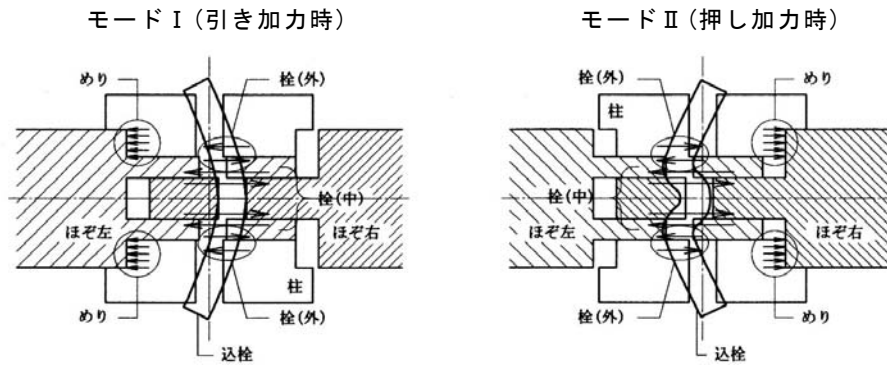 モードⅠ(引き加力時)
めり
栓(外)
栓(中)
ほぞ左
ほぞ右
柱
めり
栓(外)
込栓
モードⅡ(押し加力時)
栓(外)
めり
柱
栓(中)
ほぞ左
ほぞ右
栓(外)
めり
込栓